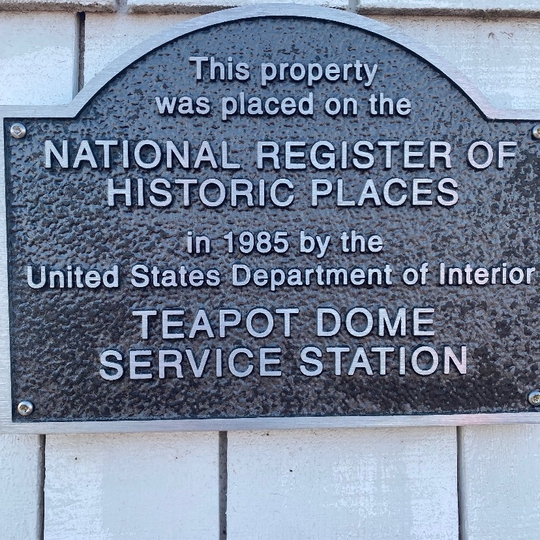 This property
was placed on the
NATIONAL REGISTER OF
HISTORIC PLACES
in 1985 by the
United States Department of Interior
TEAPOT DOME
SERVICE STATION